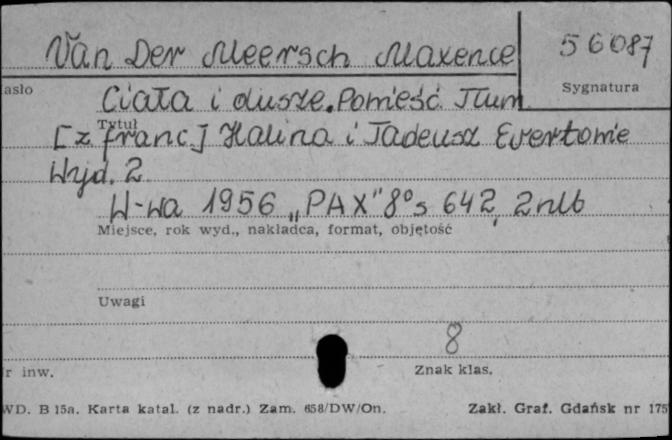 Van Der Meersch Maxence 56087
asło Sygnatura
Ciała i dusze. Powieść. Tłum
Tytuł
[z franc] Halina i Tadeusz Evertowie
Wyd. 2
W-wa 1956 „PAX" 8° s 642, 2nlb
Miejsce, rok wyd., nakładca, format, objętość
Uwagi
8
r inw. Znak klas.
WD. B 15a. Karta katal. (z nadr.) Zam. 658/DW/On. Zakł. Graf. Gdańsk nr 175